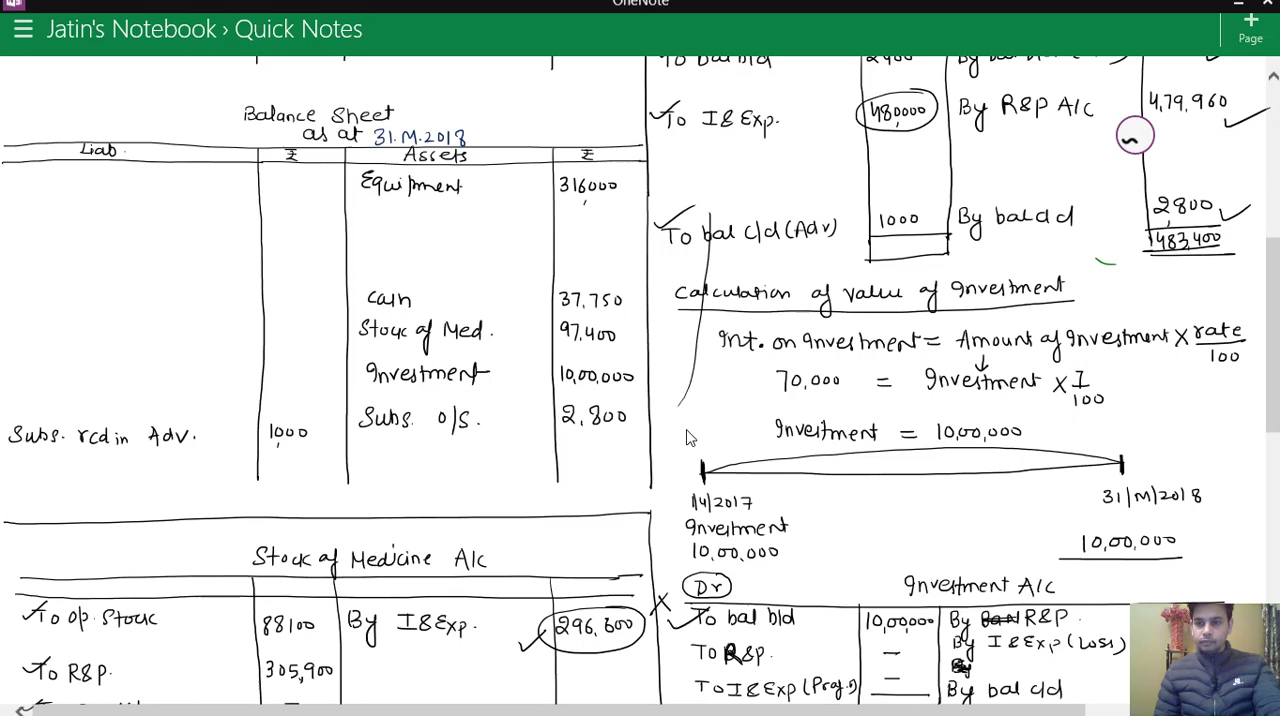 OneNote
Jatin's Notebook › Quick Notes
Page
Balance Sheet
as at 31.M.2018
Liab. ₹ Assets ₹
Equipment 316000
Cash 37,750
Stock of Med. 97,400
Investment 10,00,000
Subs. O/S. 2,800
Subs. rcd in Adv. 1000
Stock of Medicine A/c
To Op. Stock 88100 By I&Exp. 296,600
To R&P. 305,900
To bal b/d 2400
To I&Exp. 480000 By R&P A/C 4,79,960
To bal c/d (Adv) 1000 By bal c/d 2,800
483,400
Calculation of value of Investment
Int. on Investment = Amount of Investment X rate/100
70,000 = Investment X 7/100
Investment = 10,00,000
1/4/2017 31/M/2018
Investment
10,00,000 10,00,000
Dr Investment A/c
To bal b/d 10,00,000 By R&P.
To R&P. — By I&Exp (Loss)
To I&Exp (Prof.) — By bal c/d